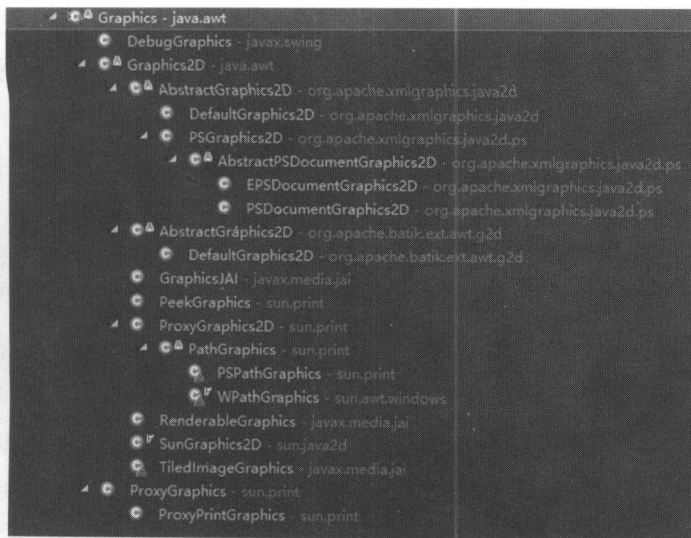 Graphics - java.awt
DebugGraphics - javax.swing
Graphics2D - java.awt
AbstractGraphics2D - org.apache.xmlgraphics.java2d
DefaultGraphics2D - org.apache.xmlgraphics.java2d
PSGraphics2D - org.apache.xmlgraphics.java2d.ps
AbstractPSDocumentGraphics2D - org.apache.xmlgraphics.java2d.ps
EPSDocumentGraphics2D - org.apache.xmlgraphics.java2d.ps
PSDocumentGraphics2D - org.apache.xmlgraphics.java2d.ps
AbstractGraphics2D - org.apache.batik.ext.awt.g2d
DefaultGraphics2D - org.apache.batik.ext.awt.g2d
GraphicsJAI - javax.media.jai
PeekGraphics - sun.print
ProxyGraphics2D - sun.print
PathGraphics - sun.print
PSPathGraphics - sun.print
WPathGraphics - sun.awt.windows
RenderableGraphics - javax.media.jai
SunGraphics2D - sun.java2d
TiledImageGraphics - javax.media.jai
ProxyGraphics - sun.print
ProxyPrintGraphics - sun.print